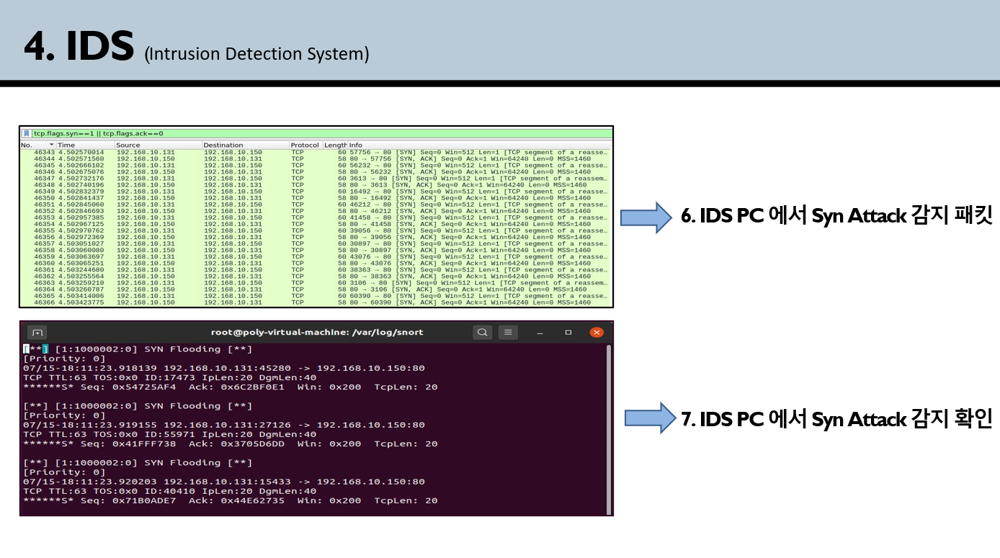 4. IDS (Intrusion Detection System)
tcp.flags.syn==1 || tcp.flags.ack==0
No. Time Source Destination Protocol Length Info
46343 4.502570014 192.168.10.131 192.168.10.150 TCP 60 57756 → 80 [SYN] Seq=0 Win=512 Len=1 [TCP segment of a reasse…
46344 4.502571560 192.168.10.150 192.168.10.131 TCP 58 80 → 57756 [SYN, ACK] Seq=0 Ack=1 Win=64240 Len=0 MSS=1460
46345 4.502666102 192.168.10.131 192.168.10.150 TCP 60 56232 → 80 [SYN] Seq=0 Win=512 Len=1 [TCP segment of a reasse…
46346 4.502675076 192.168.10.150 192.168.10.131 TCP 58 80 → 56232 [SYN, ACK] Seq=0 Ack=1 Win=64240 Len=0 MSS=1460
46347 4.502732176 192.168.10.131 192.168.10.150 TCP 60 3613 → 80 [SYN] Seq=0 Win=512 Len=1 [TCP segment of a reassem…
46348 4.502740196 192.168.10.150 192.168.10.131 TCP 58 80 → 3613 [SYN, ACK] Seq=0 Ack=1 Win=64240 Len=0 MSS=1460
46349 4.502832379 192.168.10.131 192.168.10.150 TCP 60 16492 → 80 [SYN] Seq=0 Win=512 Len=1 [TCP segment of a reasse…
46350 4.502841437 192.168.10.150 192.168.10.131 TCP 58 80 → 16492 [SYN, ACK] Seq=0 Ack=1 Win=64240 Len=0 MSS=1460
46351 4.502845060 192.168.10.131 192.168.10.150 TCP 60 46212 → 80 [SYN] Seq=0 Win=512 Len=1 [TCP segment of a reasse…
46352 4.502846693 192.168.10.150 192.168.10.131 TCP 58 80 → 46212 [SYN, ACK] Seq=0 Ack=1 Win=64240 Len=0 MSS=1460
46353 4.502957385 192.168.10.131 192.168.10.150 TCP 60 41458 → 80 [SYN] Seq=0 Win=512 Len=1 [TCP segment of a reasse…
46354 4.502967125 192.168.10.150 192.168.10.131 TCP 58 80 → 41458 [SYN, ACK] Seq=0 Ack=1 Win=64240 Len=0 MSS=1460
46355 4.502970762 192.168.10.131 192.168.10.150 TCP 60 39056 → 80 [SYN] Seq=0 Win=512 Len=1 [TCP segment of a reasse…
46356 4.502972369 192.168.10.150 192.168.10.131 TCP 58 80 → 39056 [SYN, ACK] Seq=0 Ack=1 Win=64240 Len=0 MSS=1460
46357 4.503051027 192.168.10.131 192.168.10.150 TCP 60 30897 → 80 [SYN] Seq=0 Win=512 Len=1 [TCP segment of a reasse…
46358 4.503060080 192.168.10.150 192.168.10.131 TCP 58 80 → 30897 [SYN, ACK] Seq=0 Ack=1 Win=64240 Len=0 MSS=1460
46359 4.503063697 192.168.10.131 192.168.10.150 TCP 60 43076 → 80 [SYN] Seq=0 Win=512 Len=1 [TCP segment of a reasse…
46360 4.503065251 192.168.10.150 192.168.10.131 TCP 58 80 → 43076 [SYN, ACK] Seq=0 Ack=1 Win=64240 Len=0 MSS=1460
46361 4.503244680 192.168.10.131 192.168.10.150 TCP 60 38363 → 80 [SYN] Seq=0 Win=512 Len=1 [TCP segment of a reasse…
46362 4.503255564 192.168.10.150 192.168.10.131 TCP 58 80 → 38363 [SYN, ACK] Seq=0 Ack=1 Win=64240 Len=0 MSS=1460
46363 4.503259210 192.168.10.131 192.168.10.150 TCP 60 3106 → 80 [SYN] Seq=0 Win=512 Len=1 [TCP segment of a reassem…
46364 4.503260787 192.168.10.150 192.168.10.131 TCP 58 80 → 3106 [SYN, ACK] Seq=0 Ack=1 Win=64240 Len=0 MSS=1460
46365 4.503414006 192.168.10.131 192.168.10.150 TCP 60 60390 → 80 [SYN] Seq=0 Win=512 Len=1 [TCP segment of a reasse…
46366 4.503423775 192.168.10.150 192.168.10.131 TCP 58 80 → 60390 [SYN, ACK] Seq=0 Ack=1 Win=64240 Len=0 MSS=1460
6. IDS PC 에서 Syn Attack 감지 패킷
root@poly-virtual-machine: /var/log/snort
[**] [1:1000002:0] SYN Flooding [**]
[Priority: 0]
07/15-18:11:23.918139 192.168.10.131:45280 -> 192.168.10.150:80
TCP TTL:63 TOS:0x0 ID:17473 IpLen:20 DgmLen:40
******S* Seq: 0x54725AF4 Ack: 0x6C2BF0E1 Win: 0x200 TcpLen: 20
[**] [1:1000002:0] SYN Flooding [**]
[Priority: 0]
07/15-18:11:23.919155 192.168.10.131:27126 -> 192.168.10.150:80
TCP TTL:63 TOS:0x0 ID:55971 IpLen:20 DgmLen:40
******S* Seq: 0x41FFF738 Ack: 0x3705D6DD Win: 0x200 TcpLen: 20
[**] [1:1000002:0] SYN Flooding [**]
[Priority: 0]
07/15-18:11:23.920203 192.168.10.131:15433 -> 192.168.10.150:80
TCP TTL:63 TOS:0x0 ID:40410 IpLen:20 DgmLen:40
******S* Seq: 0x71B0ADE7 Ack: 0x44E62735 Win: 0x200 TcpLen: 20
7. IDS PC 에서 Syn Attack 감지 확인